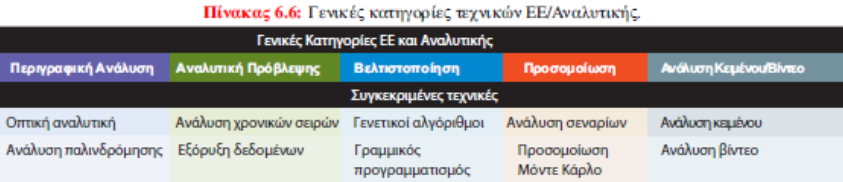 Πίνακας 6.6: Γενικές κατηγορίες τεχνικών ΕΕ/Αναλυτικής.
Γενικές Κατηγορίες ΕΕ και Αναλυτικής
Περιγραφική Ανάλυση Αναλυτική Πρόβλεψης Βελτιστοποίηση Προσομοίωση Ανάλυση Κειμένου/Βίντεο
Συγκεκριμένες τεχνικές
Οπτική αναλυτική Ανάλυση χρονικών σειρών Γενετικοί αλγόριθμοι Ανάλυση σεναρίων Ανάλυση κειμένου
Ανάλυση παλινδρόμησης Εξόρυξη δεδομένων Γραμμικός Προσομοίωση Ανάλυση βίντεο
προγραμματισμός Μόντε Κάρλο